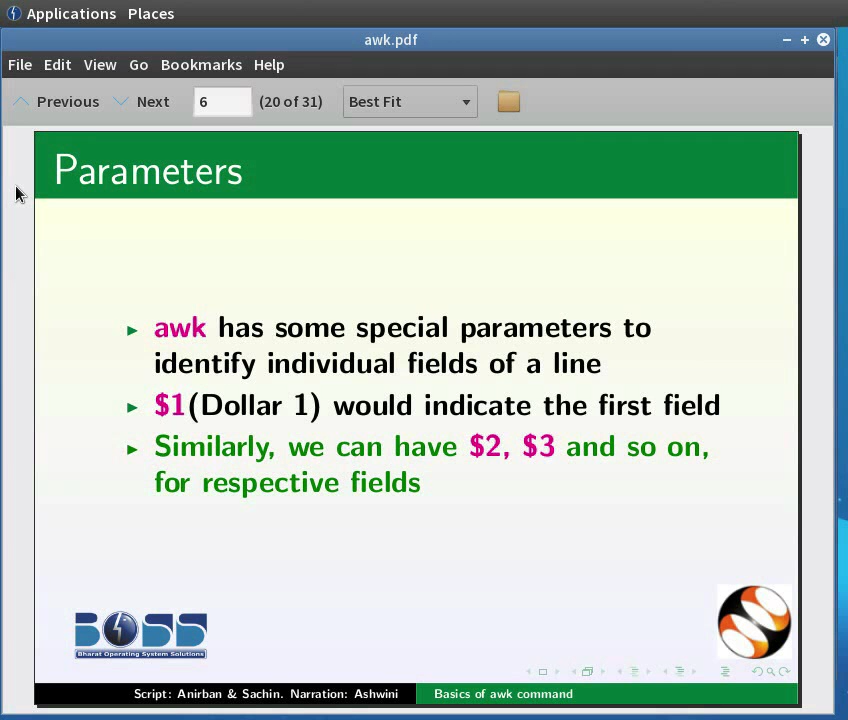 Applications Places
awk.pdf
File Edit View Go Bookmarks Help
Previous Next 6 (20 of 31) Best Fit
Parameters
awk has some special parameters to
identify individual fields of a line
$1(Dollar 1) would indicate the first field
Similarly, we can have $2, $3 and so on,
for respective fields
BOSS
Bharat Operating System Solutions
Script: Anirban & Sachin. Narration: Ashwini Basics of awk command